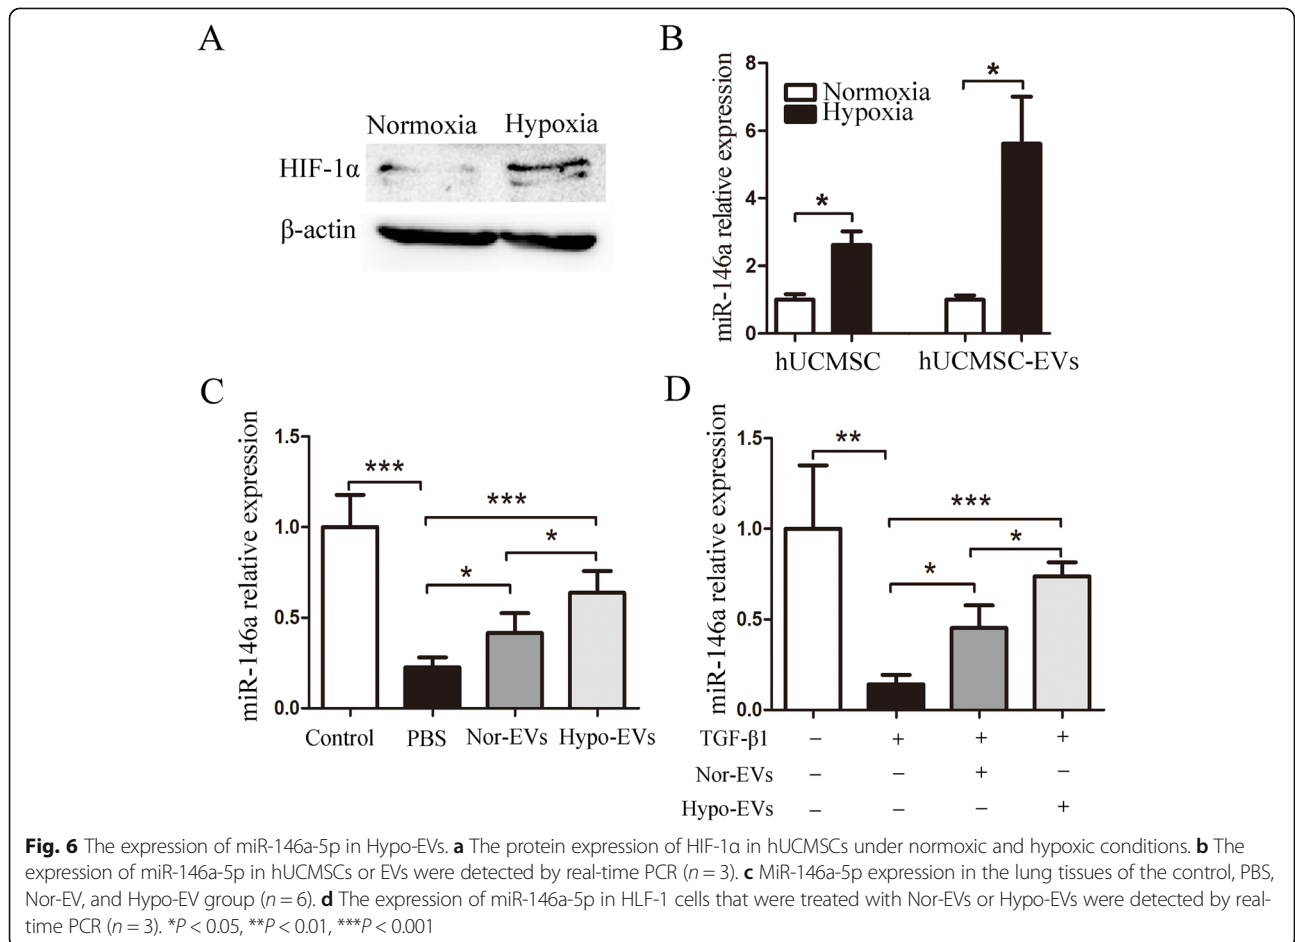 A
Normoxia Hypoxia
HIF-1α
β-actin
B
miR-146a relative expression
8
6
4
2
0
Normoxia
Hypoxia
*
*
hUCMSC hUCMSC-EVs
C
miR-146a relative expression
1.5
1.0
0.5
0.0
***
***
*
*
Control PBS Nor-EVs Hypo-EVs
D
miR-146a relative expression
1.5
1.0
0.5
0.0
**
***
*
*
TGF-β1 – + + +
Nor-EVs – – + –
Hypo-EVs – – – +
Fig. 6 The expression of miR-146a-5p in Hypo-EVs. a The protein expression of HIF-1α in hUCMSCs under normoxic and hypoxic conditions. b The
expression of miR-146a-5p in hUCMSCs or EVs were detected by real-time PCR (n = 3). c MiR-146a-5p expression in the lung tissues of the control, PBS,
Nor-EV, and Hypo-EV group (n = 6). d The expression of miR-146a-5p in HLF-1 cells that were treated with Nor-EVs or Hypo-EVs were detected by real-
time PCR (n = 3). *P < 0.05, **P < 0.01, ***P < 0.001